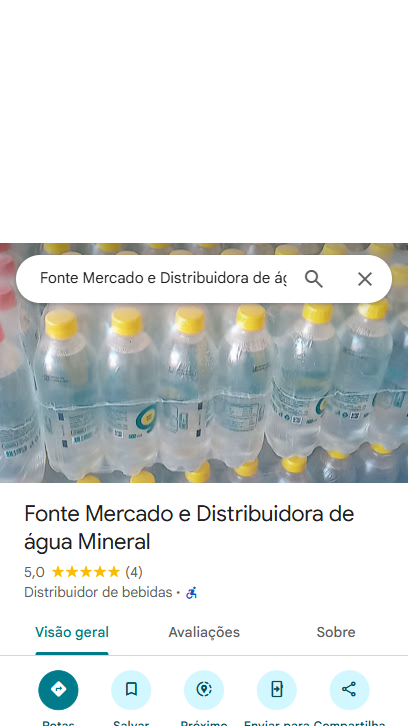 Fonte Mercado e Distribuidora de ág
Fonte Mercado e Distribuidora de
água Mineral
5,0 (4)
Distribuidor de bebidas ·
Visão geral Avaliações Sobre
Rotas Salvar Próximo Enviar para Compartilha